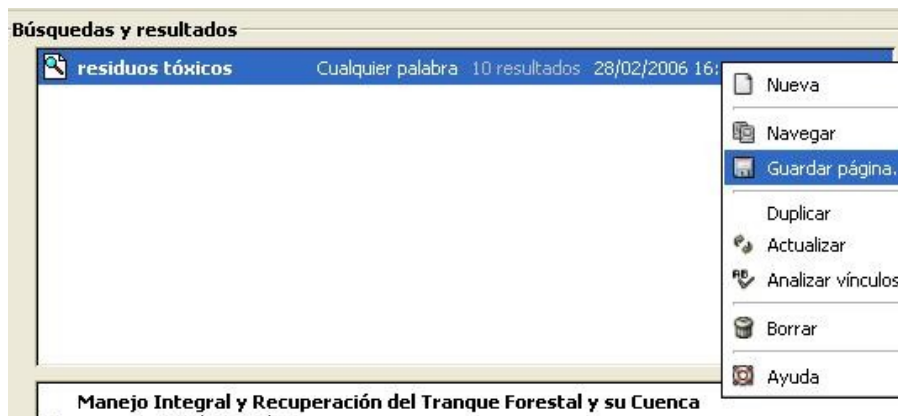 Búsquedas y resultados
residuos tóxicos Cualquier palabra 10 resultados 28/02/2006 16:
Nueva
Navegar
Guardar página.
Duplicar
Actualizar
Analizar vínculos
Borrar
Ayuda
Manejo Integral y Recuperación del Tranque Forestal y su Cuenca